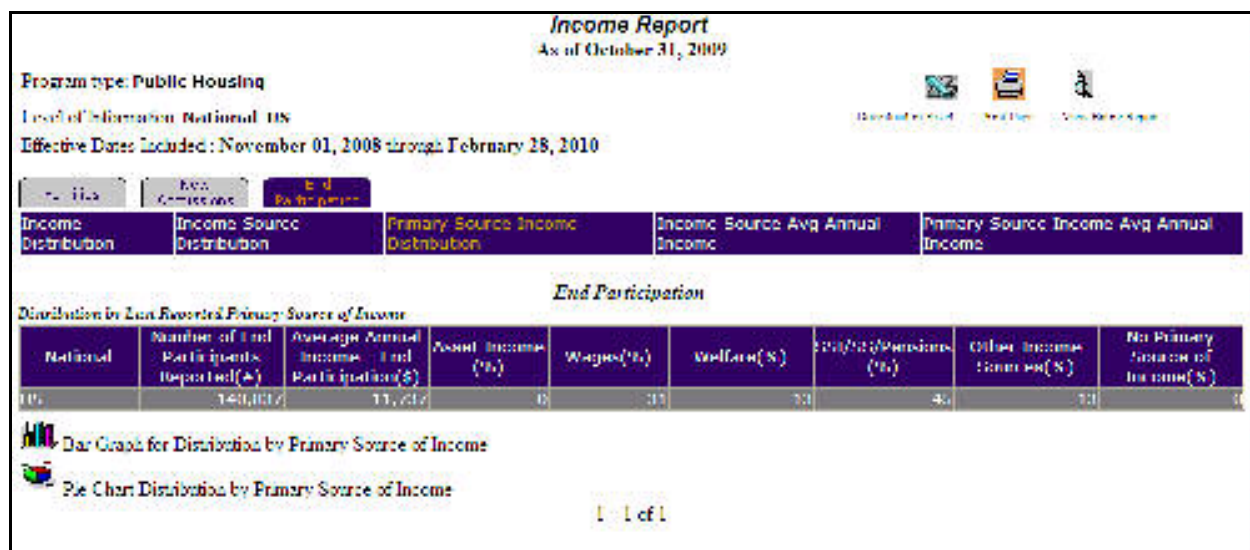 Income Report
As of October 31, 2009
Program type: Public Housing
Level of Information National US
Effective Dates Included : November 01, 2008 through February 28, 2010
New Admissions
End Participation
Income Distribution
Income Source Distribution
Primary Source Income Distribution
Income Source Avg Annual Income
Primary Source Income Avg Annual Income
End Participation
Distribution by Last Reported Primary Source of Income
National
Number of End Participants Reported(#)
Average Annual Income End Participation($)
Asset Income (%)
Wages(%)
Welfare(%)
(%)
Other Income Sources(%)
No Primary Source of Income(%)
US
0
31
13
Bar Graph for Distribution by Primary Source of Income
Pie Chart Distribution by Primary Source of Income
1 - 1 of 1